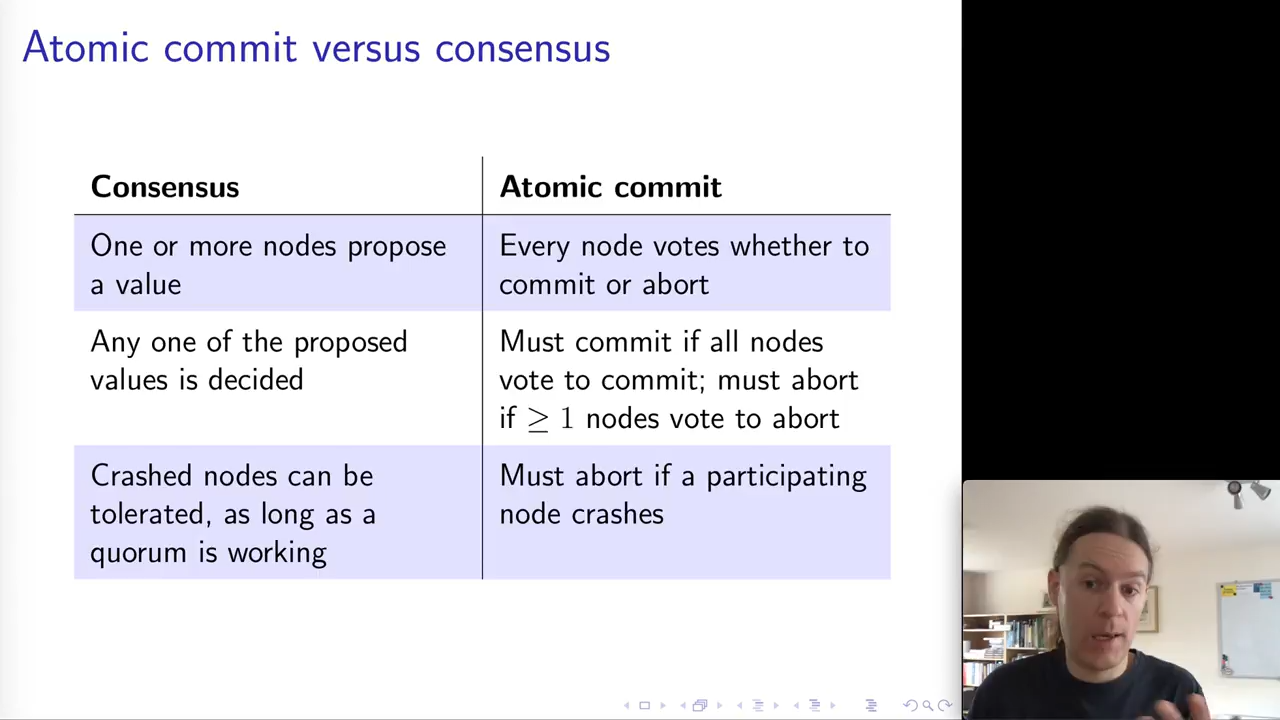 Atomic commit versus consensus
Consensus
Atomic commit
One or more nodes propose
a value
Every node votes whether to
commit or abort
Any one of the proposed
values is decided
Must commit if all nodes
vote to commit; must abort
if ≥ 1 nodes vote to abort
Crashed nodes can be
tolerated, as long as a
quorum is working
Must abort if a participating
node crashes